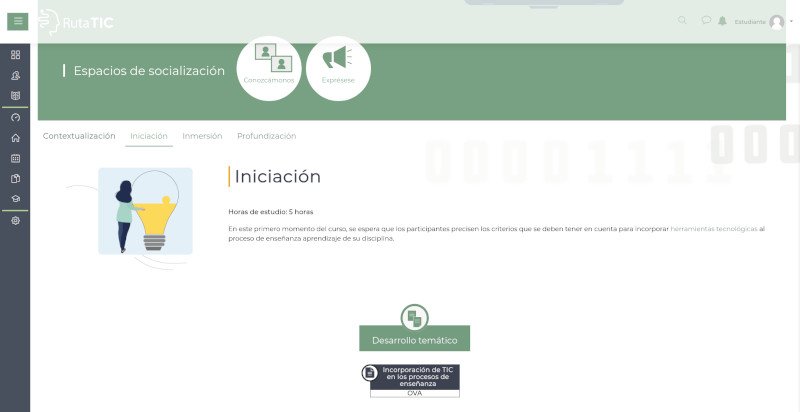 RutaTIC
Estudiante
Espacios de socialización
Conozcámonos
Exprésese
Contextualización
Iniciación
Inmersión
Profundización
00001111
000
Iniciación
Horas de estudio: 5 horas
En este primero momento del curso, se espera que los participantes precisen los criterios que se deben tener en cuenta para incorporar herramientas tecnológicas al
proceso de enseñanza aprendizaje de su disciplina.
Desarrollo temático
Incorporación de TIC
en los procesos de
enseñanza
OVA